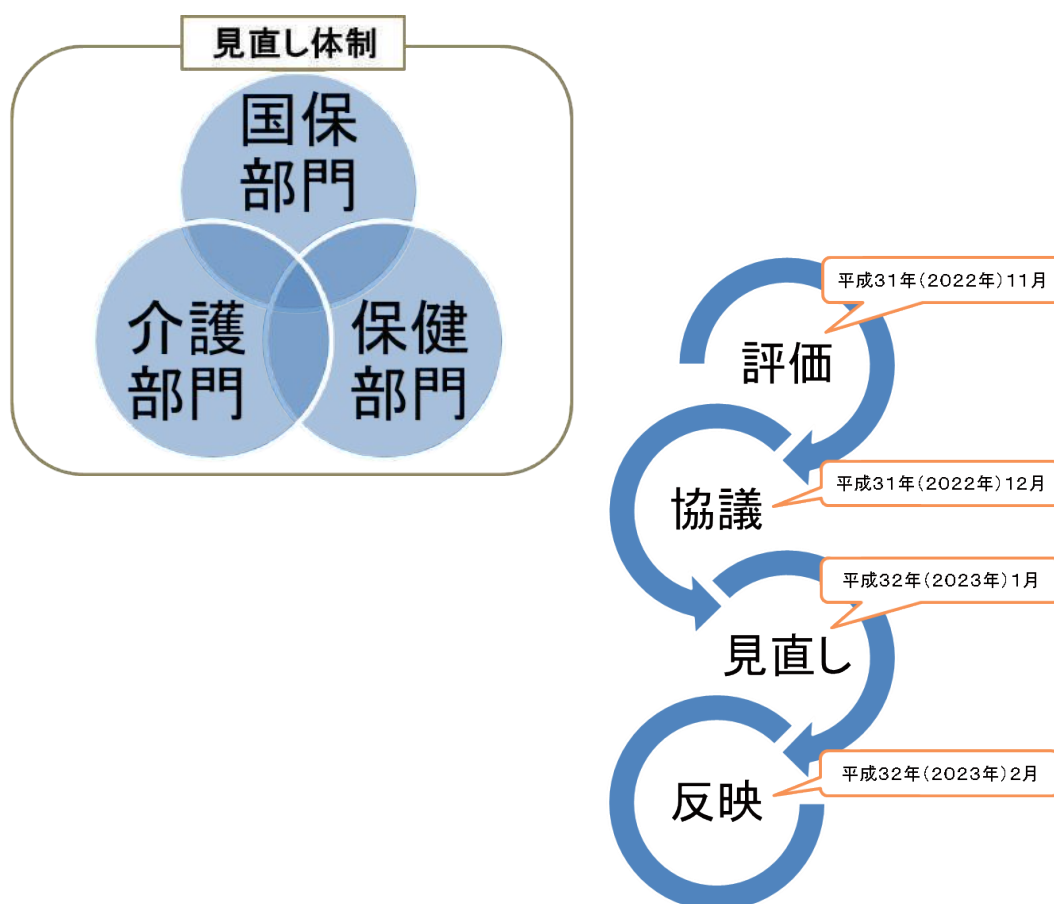 見直し体制
国保
部門
介護
部門
保健
部門
平成31年(2022年)11月
評価
協議
平成31年(2022年)12月
平成32年(2023年)1月
見直し
平成32年(2023年)2月
反映